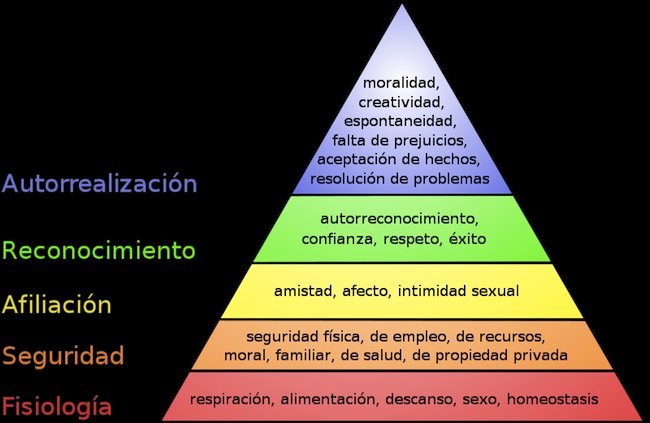 moralidad,
creatividad,
espontaneidad,
falta de prejuicios,
aceptación de hechos,
resolución de problemas
Autorrealización
autorreconocimiento,
confianza, respeto, éxito
Reconocimiento
amistad, afecto, intimidad sexual
Afiliación
seguridad física, de empleo, de recursos,
moral, familiar, de salud, de propiedad privada
Seguridad
respiración, alimentación, descanso, sexo, homeostasis
Fisiología